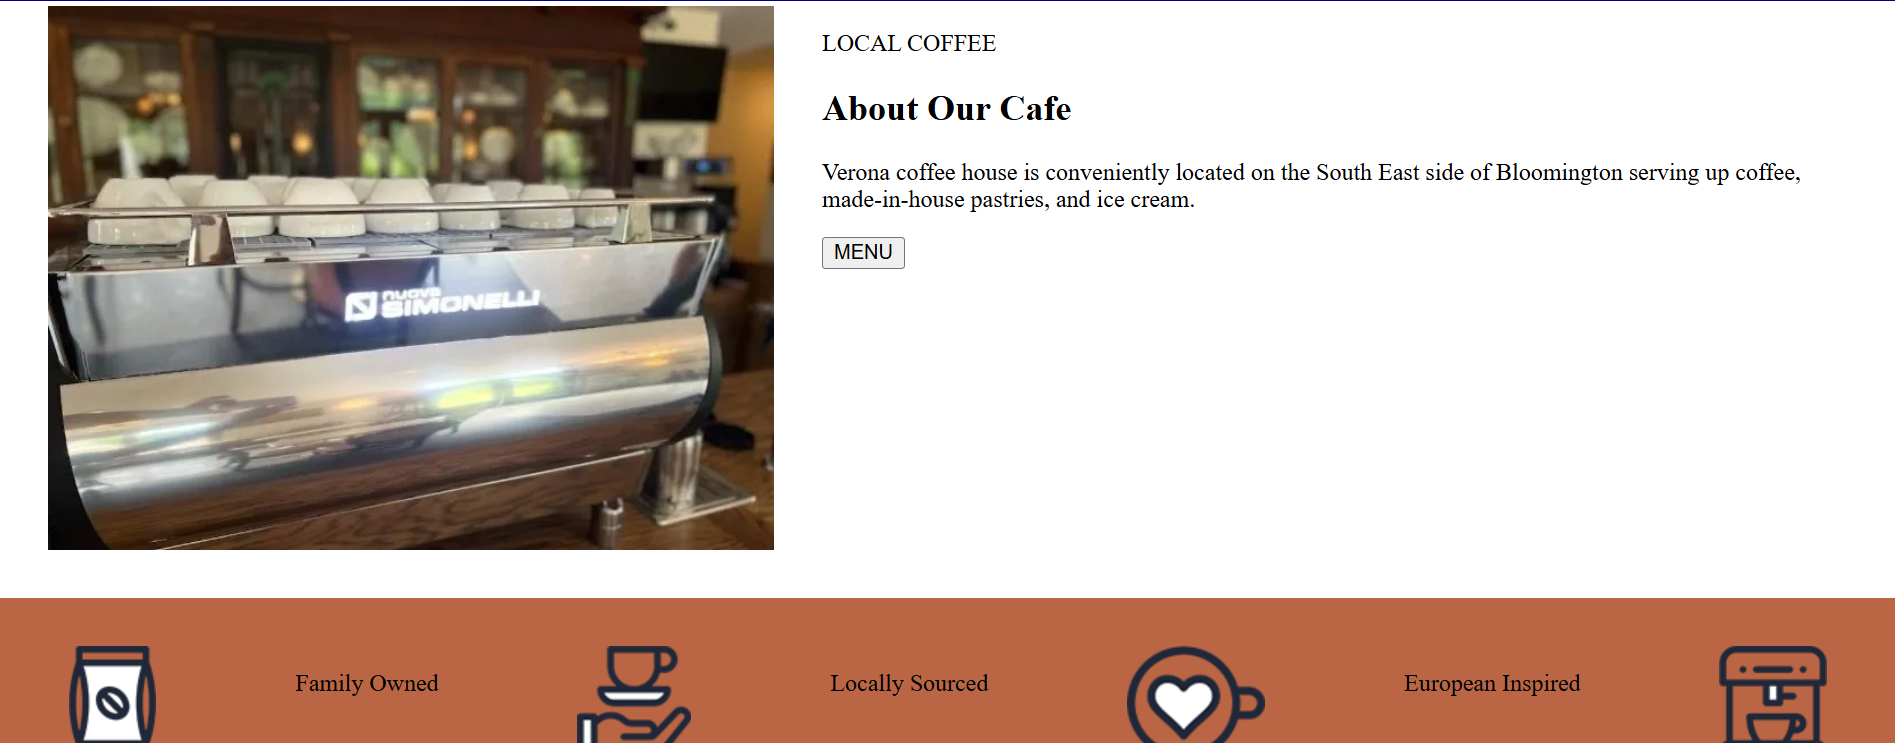 LOCAL COFFEE
About Our Cafe
Verona coffee house is conveniently located on the South East side of Bloomington serving up coffee,
made-in-house pastries, and ice cream.
MENU
nuova
SIMONELLI
Family Owned
Locally Sourced
European Inspired